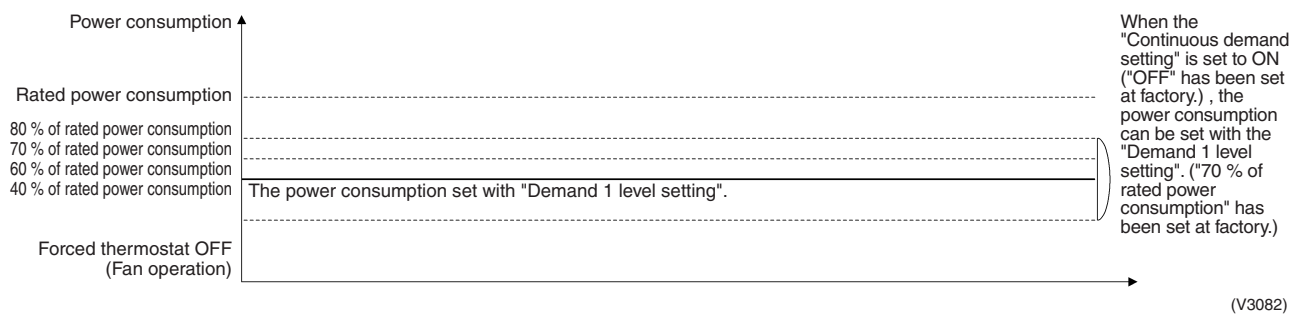 Power consumption
Rated power consumption
80 % of rated power consumption
70 % of rated power consumption
60 % of rated power consumption
40 % of rated power consumption
The power consumption set with "Demand 1 level setting".
Forced thermostat OFF
(Fan operation)
When the
"Continuous demand
setting" is set to ON
("OFF" has been set
at factory.) , the
power consumption
can be set with the
"Demand 1 level
setting". ("70 % of
rated power
consumption" has
been set at factory.)
(V3082)